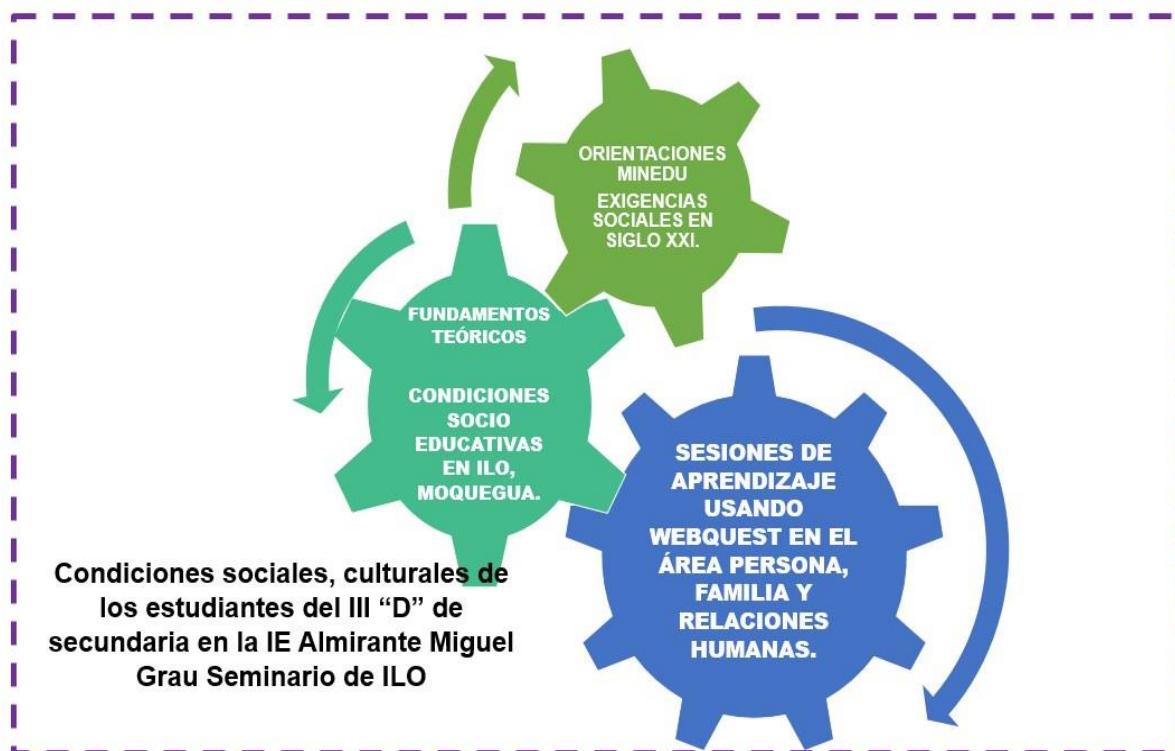 ORIENTACIONES
MINEDU
EXIGENCIAS
SOCIALES EN
SIGLO XXI.
FUNDAMENTOS
TEÓRICOS
CONDICIONES
SOCIO
EDUCATIVAS
EN ILO,
MOQUEGUA.
SESIONES DE
APRENDIZAJE
USANDO
WEBQUEST EN EL
ÁREA PERSONA,
FAMILIA Y
RELACIONES
HUMANAS.
Condiciones sociales, culturales de
los estudiantes del III “D” de
secundaria en la IE Almirante Miguel
Grau Seminario de ILO